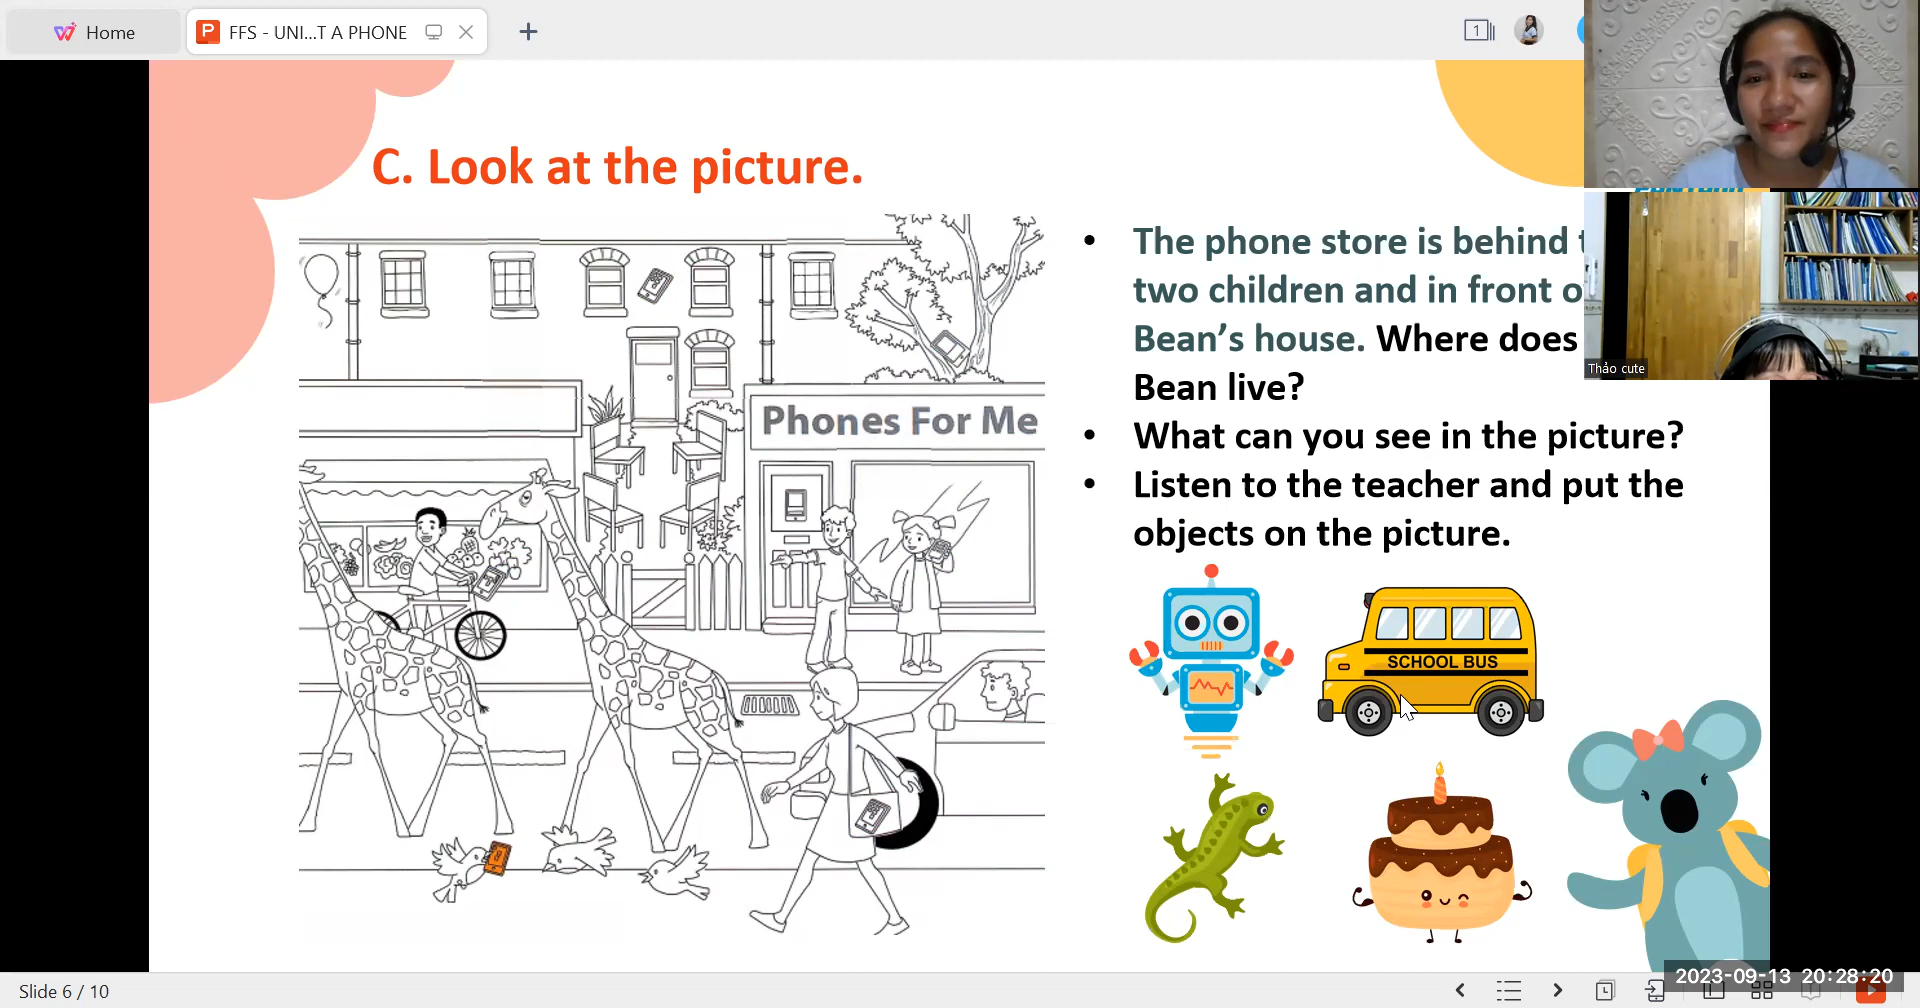 Home
FFS - UNI...T A PHONE
1
C. Look at the picture.
The phone store is behind
two children and in front
Bean’s house. Where does
Bean live?
What can you see in the picture?
Listen to the teacher and put the
objects on the picture.
Phones For Me
SCHOOL BUS
Thảo cute
Slide 6 / 10
2023-09-13 20:28:20